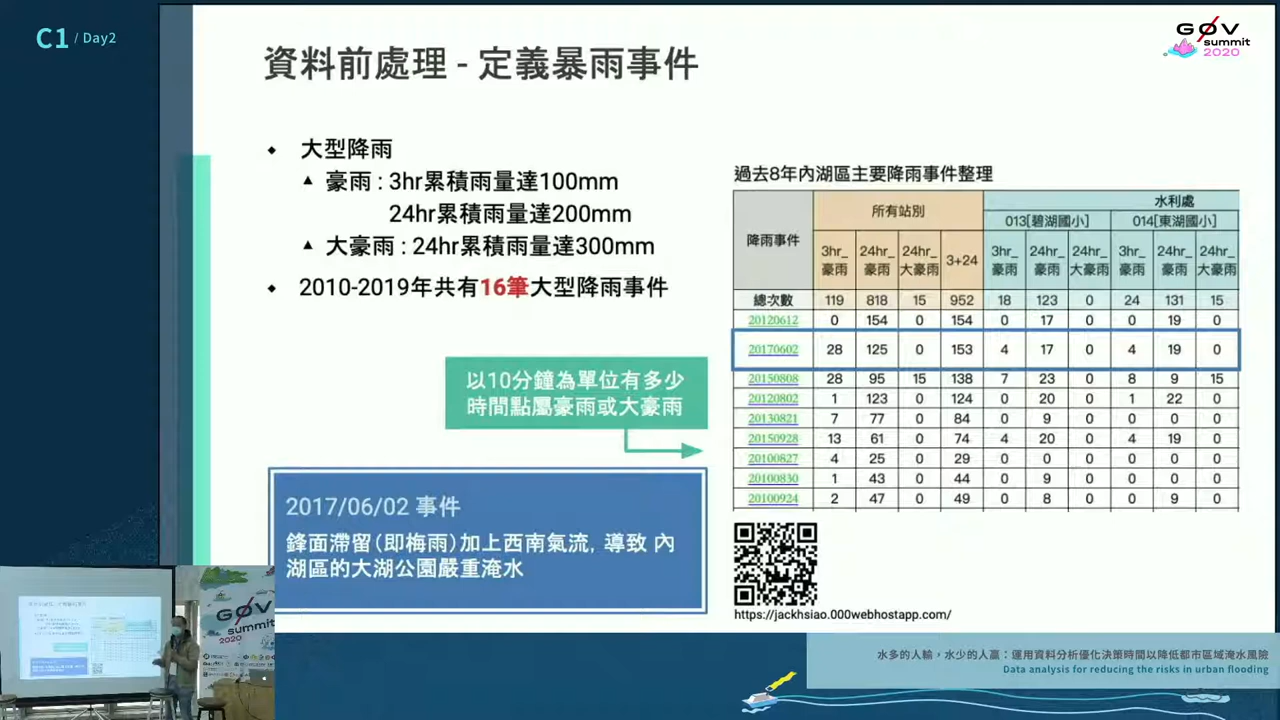 C1 / Day2
GØV
summit
2020
資料前處理 - 定義暴雨事件
大型降雨
豪雨 : 3hr累積雨量達100mm
24hr累積雨量達200mm
大豪雨 : 24hr累積雨量達300mm
2010-2019年共有16筆大型降雨事件
以10分鐘為單位有多少
時間點屬豪雨或大豪雨
2017/06/02 事件
鋒面滯留(即梅雨)加上西南氣流, 導致 內
湖區的大湖公園嚴重淹水
過去8年內湖區主要降雨事件整理
降雨事件 所有站別 水利處
013[碧湖國小] 014[東湖國小]
3hr_豪雨 24hr_豪雨 24hr_大豪雨 3+24 3hr_豪雨 24hr_豪雨 24hr_大豪雨 3hr_豪雨 24hr_豪雨 24hr_大豪雨
總次數 119 818 15 952 18 123 0 24 131 15
20120612 0 154 0 154 0 17 0 0 19 0
20170602 28 125 0 153 4 17 0 4 19 0
20150808 28 95 15 138 7 23 0 8 9 15
20120802 1 123 0 124 0 20 0 1 22 0
20130821 7 77 0 84 0 9 0 0 0 0
20150928 13 61 0 74 4 20 0 4 19 0
20100827 4 25 0 29 0 0 0 0 0 0
20100830 1 43 0 44 0 9 0 0 0 0
20100924 2 47 0 49 0 8 0 0 9 0
https://jackhsiao.000webhostapp.com/
GØV
summit
2020
水多的人輸，水少的人贏：運用資料分析優化決策時間以降低都市區域淹水風險
Data analysis for reducing the risks in urban flooding